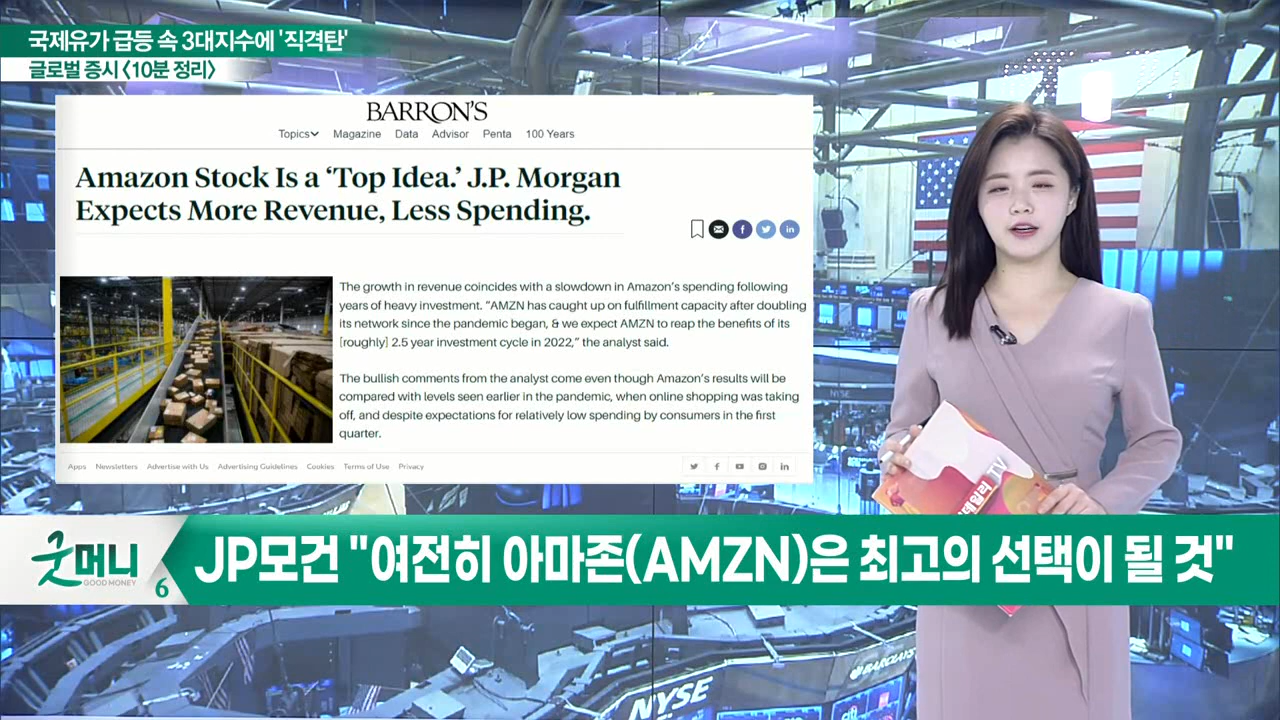 국제유가 급등 속 3대지수에 '직격탄'
글로벌 증시 <10분 정리>
BARRON'S
Topics Magazine Data Advisor Penta 100 Years
Amazon Stock Is a ‘Top Idea.’ J.P. Morgan
Expects More Revenue, Less Spending.
The growth in revenue coincides with a slowdown in Amazon’s spending following
years of heavy investment. “AMZN has caught up on fulfillment capacity after doubling
its network since the pandemic began, & we expect AMZN to reap the benefits of its
[roughly] 2.5 year investment cycle in 2022,” the analyst said.
The bullish comments from the analyst come even though Amazon’s results will be
compared with levels seen earlier in the pandemic, when online shopping was taking
off, and despite expectations for relatively low spending by consumers in the first
quarter.
Apps Newsletters Advertise with Us Advertising Guidelines Cookies Terms of Use Privacy
데일리 TV
굿머니
GOOD MONEY
6
JP모건 "여전히 아마존(AMZN)은 최고의 선택이 될 것"
NYSE
BARCLAYS
NYSE
citi